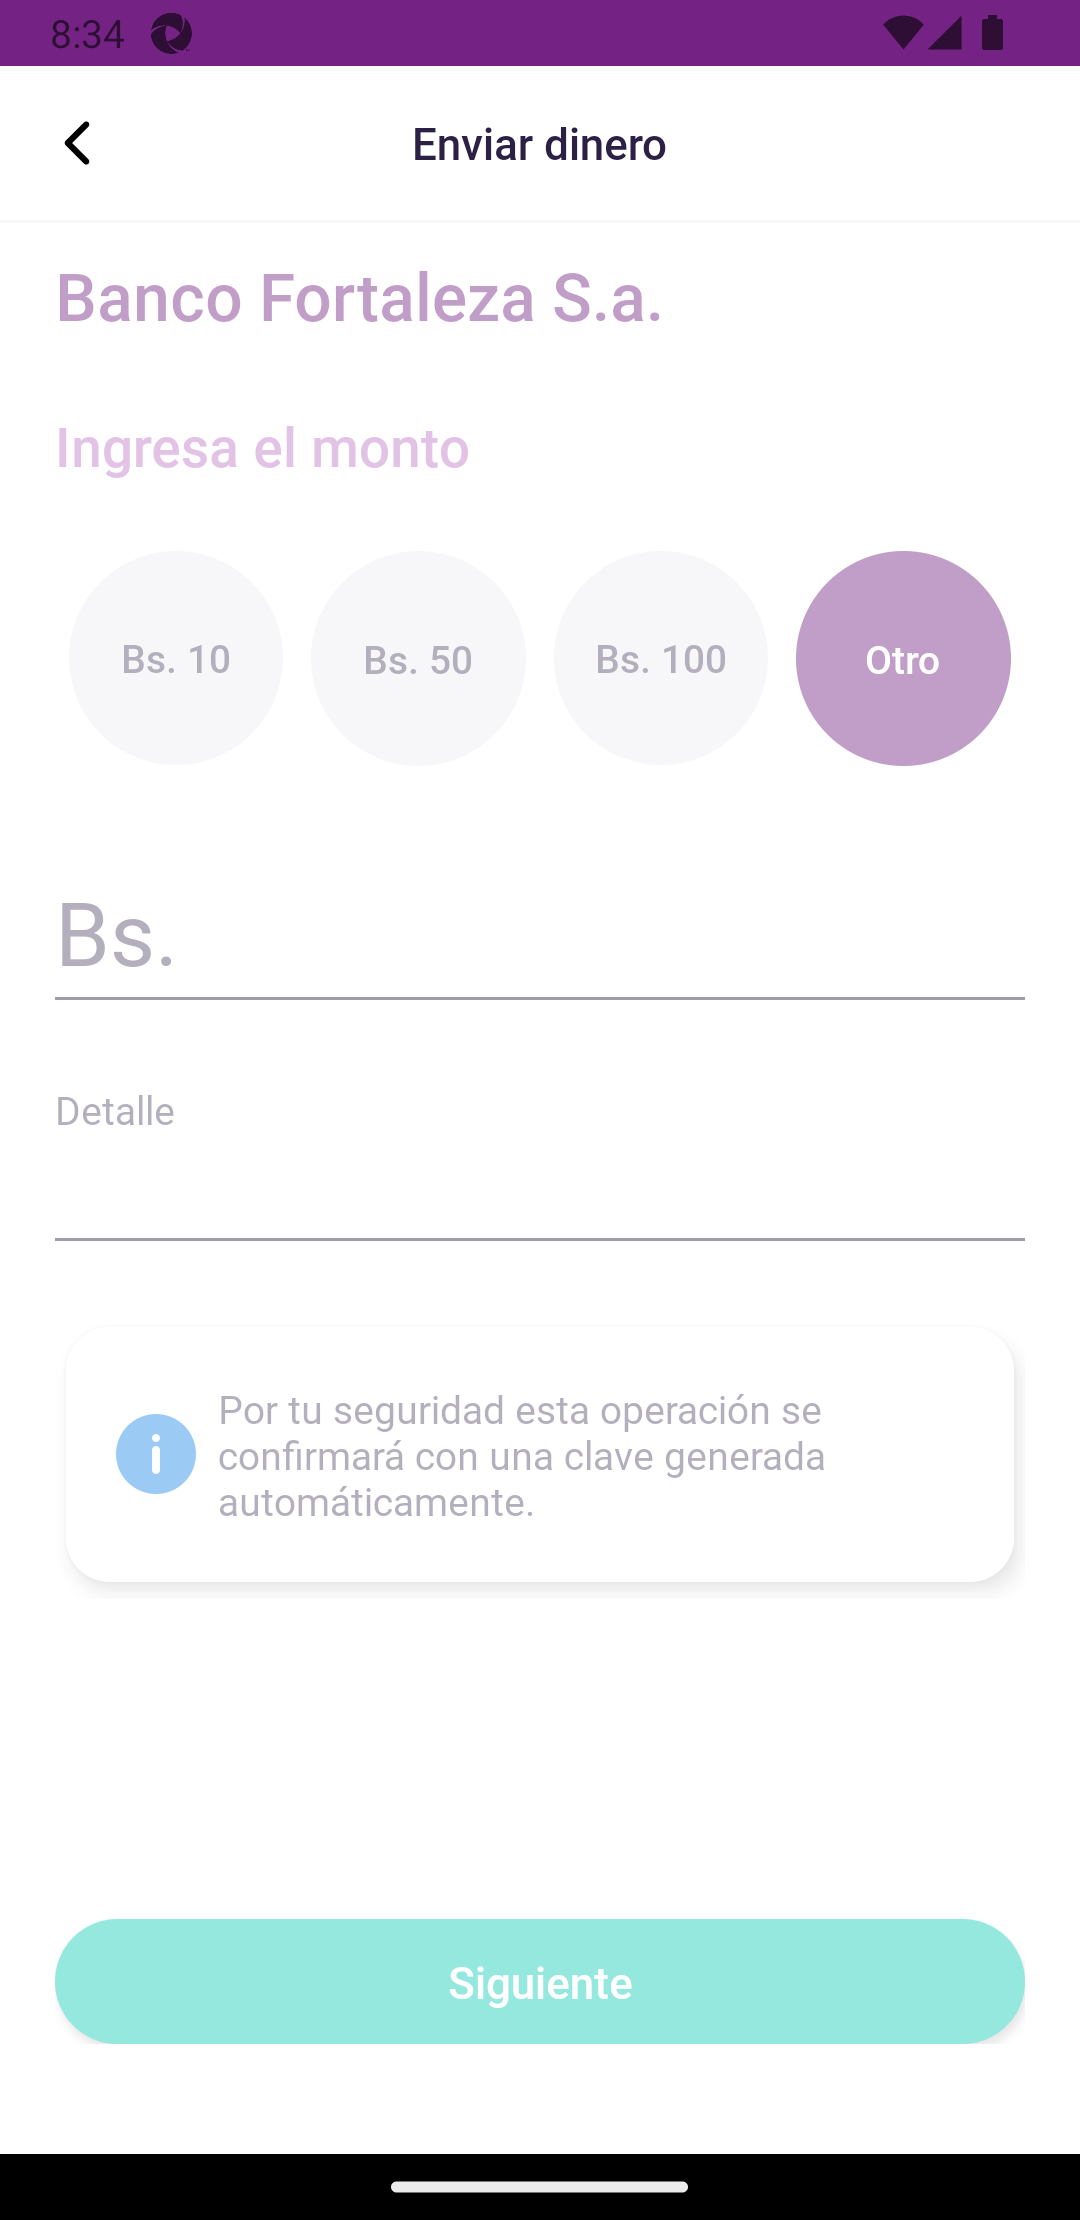 8:34
Enviar dinero
Banco Fortaleza S.a.
Ingresa el monto
Bs. 10
Bs. 50
Bs. 100
Otro
Bs.
Detalle
Por tu seguridad esta operación se
confirmará con una clave generada
automáticamente.
Siguiente